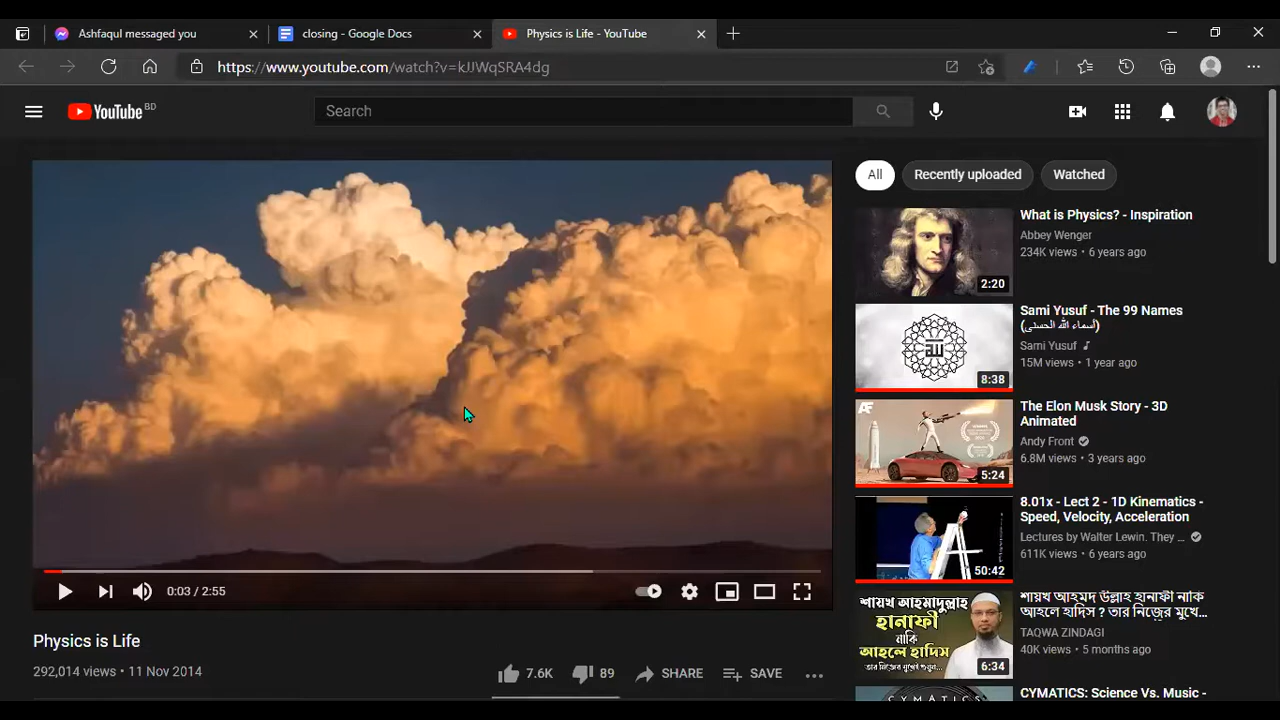 Ashfaqul messaged you
closing - Google Docs
Physics is Life - YouTube
https://www.youtube.com/watch?v=kJJWqSRA4dg
YouTube BD
Search
All
Recently uploaded
Watched
What is Physics? - Inspiration
Abbey Wenger
234K views • 6 years ago
2:20
Sami Yusuf - The 99 Names
(أسماء الله الحسنى)
Sami Yusuf
15M views • 1 year ago
8:38
The Elon Musk Story - 3D
Animated
Andy Front
6.8M views • 3 years ago
AF
5:24
8.01x - Lect 2 - 1D Kinematics -
Speed, Velocity, Acceleration
Lectures by Walter Lewin. They ...
611K views • 6 years ago
50:42
শায়খ আহমদ উল্লাহ হানাফী নাকি
আহলে হাদিস ? তার নিজের মুখে...
TAQWA ZINDAGI
40K views • 5 months ago
শায়খ আহমাদুল্লাহ
হানাফী
নাকি
আহলে হাদিস
6:34
CYMATICS: Science Vs. Music -
CYMATICS
0:03 / 2:55
Physics is Life
292,014 views • 11 Nov 2014
7.6K
89
SHARE
SAVE